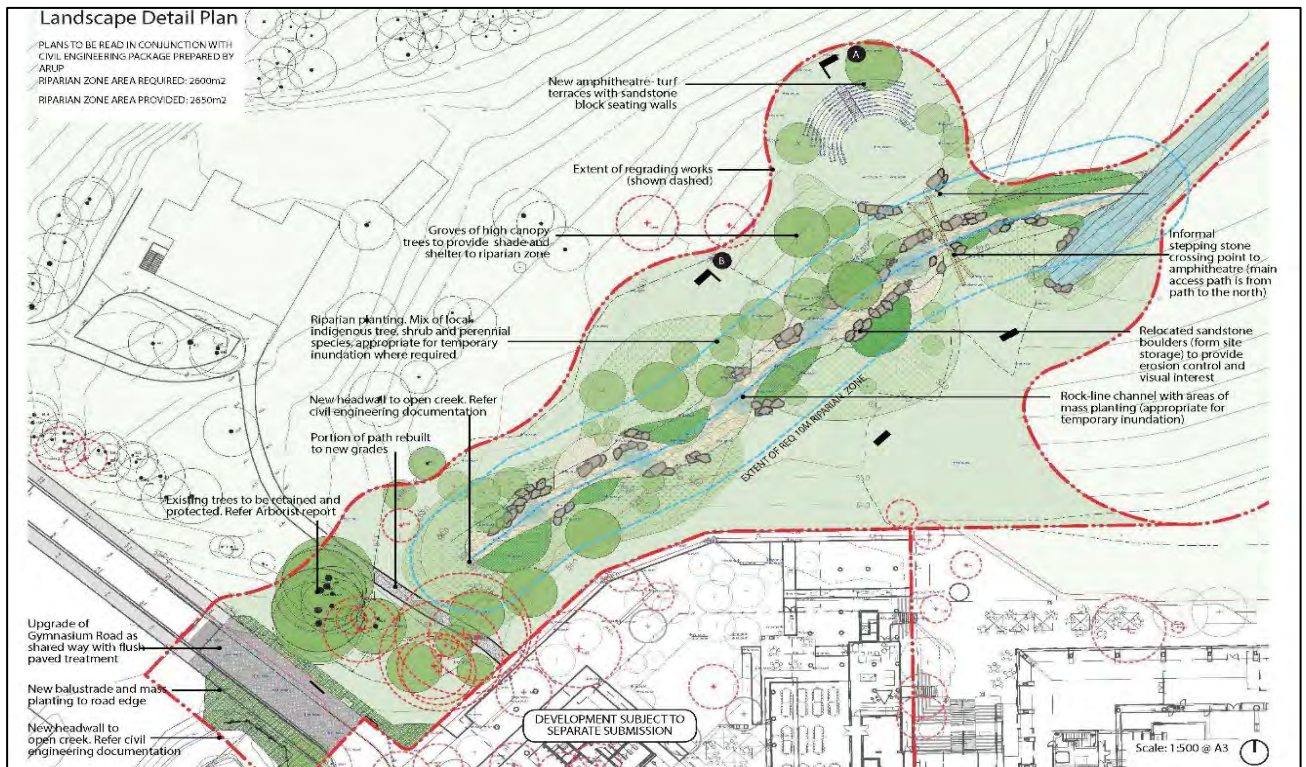 Landscape Detail Plan
PLANS TO BE READ IN CONJUNCTION WITH
CIVIL ENGINEERING PACKAGE PREPARED BY
ARUP
RIPARIAN ZONE AREA REQUIRED: 2600m2
RIPARIAN ZONE AREA PROVIDED: 2650m2
A
New amphitheatre- turf
terraces with sandstone
block seating walls
Extent of regrading works
(shown dashed)
Groves of high canopy
trees to provide shade and
shelter to riparian zone
B
Informal
stepping stone
crossing point to
amphitheatre (main
access path is from
path to the north)
Riparian planting. Mix of local
indigenous tree, shrub and perennial
species, appropriate for temporary
inundation where required
Relocated sandstone
boulders (form site
storage) to provide
erosion control and
visual interest
New headwall to open creek. Refer
civil engineering documentation
Rock-line channel with areas of
mass planting (appropriate for
temporary inundation)
EXTENT OF REQ 10M RIPARIAN ZONE
Portion of path rebuilt
to new grades
Existing trees to be retained and
protected. Refer Arborist report
Upgrade of
Gymnasium Road as
shared way with flush
paved treatment
New balustrade and mass
planting to road edge
New headwall to
open creek. Refer civil
engineering documentation
DEVELOPMENT SUBJECT TO
SEPARATE SUBMISSION
Scale: 1:500 @ A3